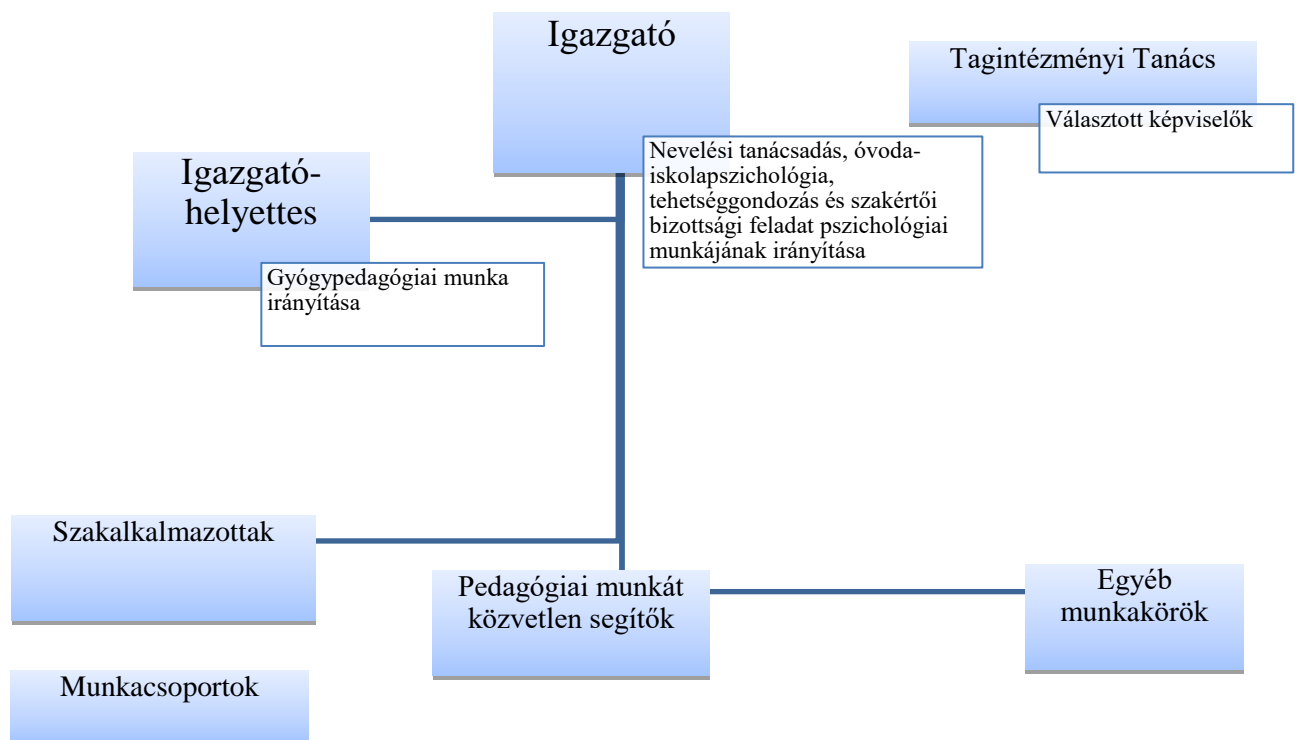 Igazgató
Tagintézményi Tanács
Választott képviselők
Nevelési tanácsadás, óvoda-
iskolapszichológia,
tehetséggondozás és szakértői
bizottsági feladat pszichológiai
munkájának irányítása
Igazgató-
helyettes
Gyógypedagógiai munka
irányítása
Szakalkalmazottak
Pedagógiai munkát
közvetlen segítők
Egyéb
munkakörök
Munkacsoportok